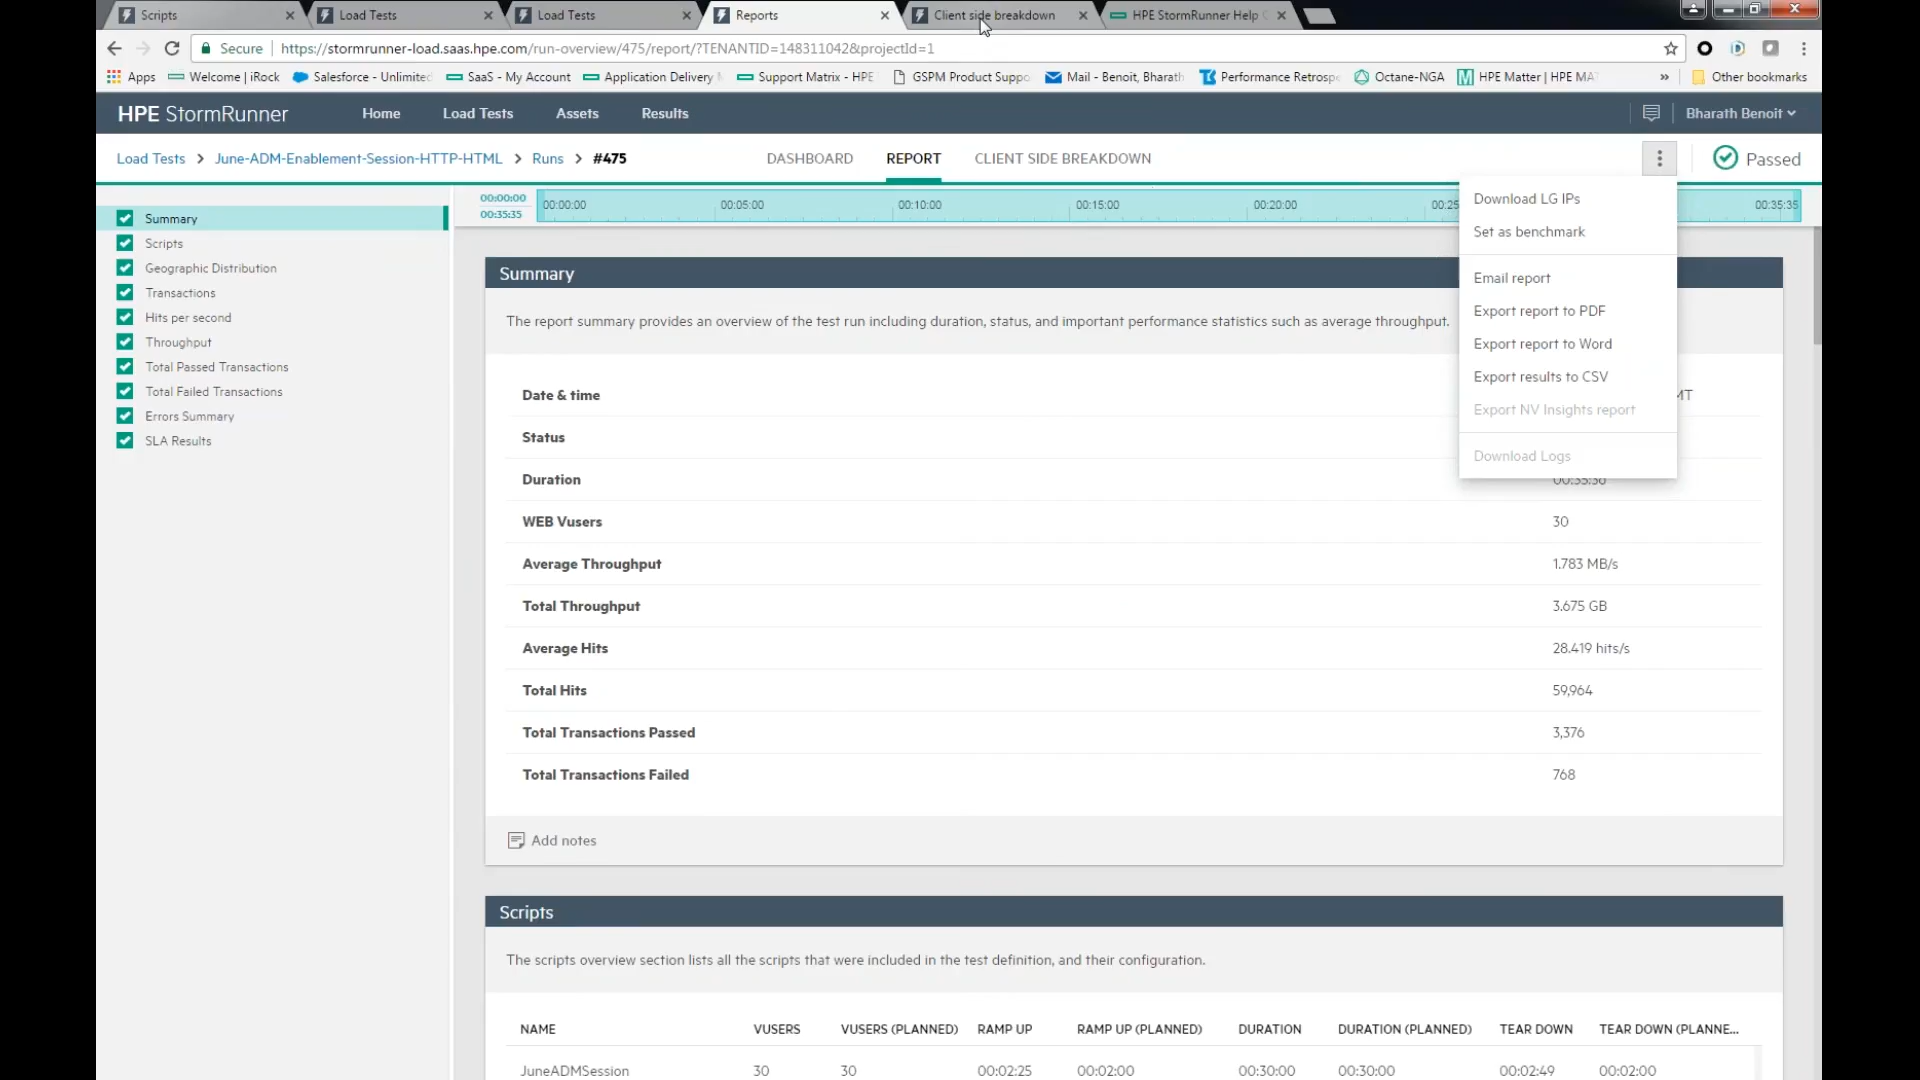 Scripts
Load Tests
Load Tests
Reports
Client side breakdown
HPE StormRunner Help C
Secure
https://stormrunner-load.saas.hpe.com/run-overview/475/report/?TENANTID=148311042&projectId=1
Apps
Welcome | iRock
Salesforce - Unlimited
SaaS - My Account
Application Delivery
Support Matrix - HPE
GSPM Product Suppo
Mail - Benoit, Bharath
Performance Retrosp
Octane-NGA
HPE Matter | HPE MA
»
Other bookmarks
HPE StormRunner
Home
Load Tests
Assets
Results
Bharath Benoit
Load Tests > June-ADM-Enablement-Session-HTTP-HTML > Runs > #475
DASHBOARD
REPORT
CLIENT SIDE BREAKDOWN
Passed
00:00:00
00:35:35
00:00:00
00:05:00
00:10:00
00:15:00
00:20:00
00:25
00:35:35
Download LG IPs
Set as benchmark
Email report
Export report to PDF
Export report to Word
Export results to CSV
Export NV Insights report
Download Logs
Summary
Scripts
Geographic Distribution
Transactions
Hits per second
Throughput
Total Passed Transactions
Total Failed Transactions
Errors Summary
SLA Results
Summary
The report summary provides an overview of the test run including duration, status, and important performance statistics such as average throughput.
Date & time MT
Status
Duration 00:35:36
WEB Vusers 30
Average Throughput 1.783 MB/s
Total Throughput 3.675 GB
Average Hits 28.419 hits/s
Total Hits 59,964
Total Transactions Passed 3,376
Total Transactions Failed 768
Add notes
Scripts
The scripts overview section lists all the scripts that were included in the test definition, and their configuration.
NAME VUSERS VUSERS (PLANNED) RAMP UP RAMP UP (PLANNED) DURATION DURATION (PLANNED) TEAR DOWN TEAR DOWN (PLANNE...
JuneADMSession 30 30 00:02:25 00:02:00 00:30:00 00:30:00 00:02:49 00:02:00